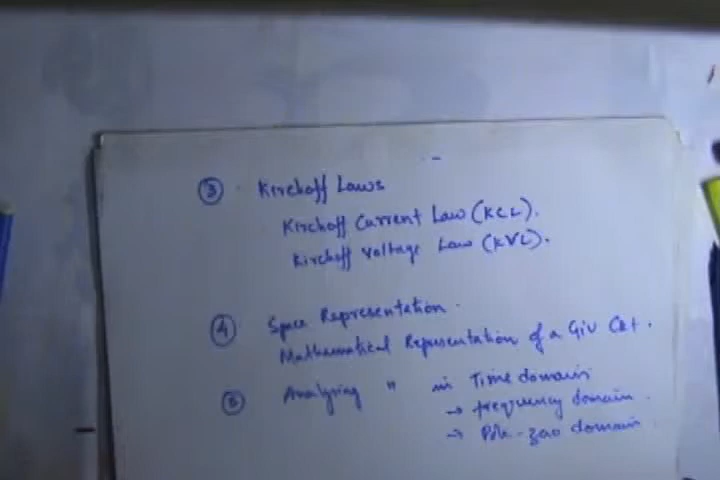 ③ Kirchoff Laws
Kirchoff Current Law (KCL).
Kirchoff Voltage Law (KVL).
④ Space Representation.
Mathematical Representation of a Giv Ckt.
⑤ Analysing " in Time domain
→ frequency domain.
→ Pole-zero domain